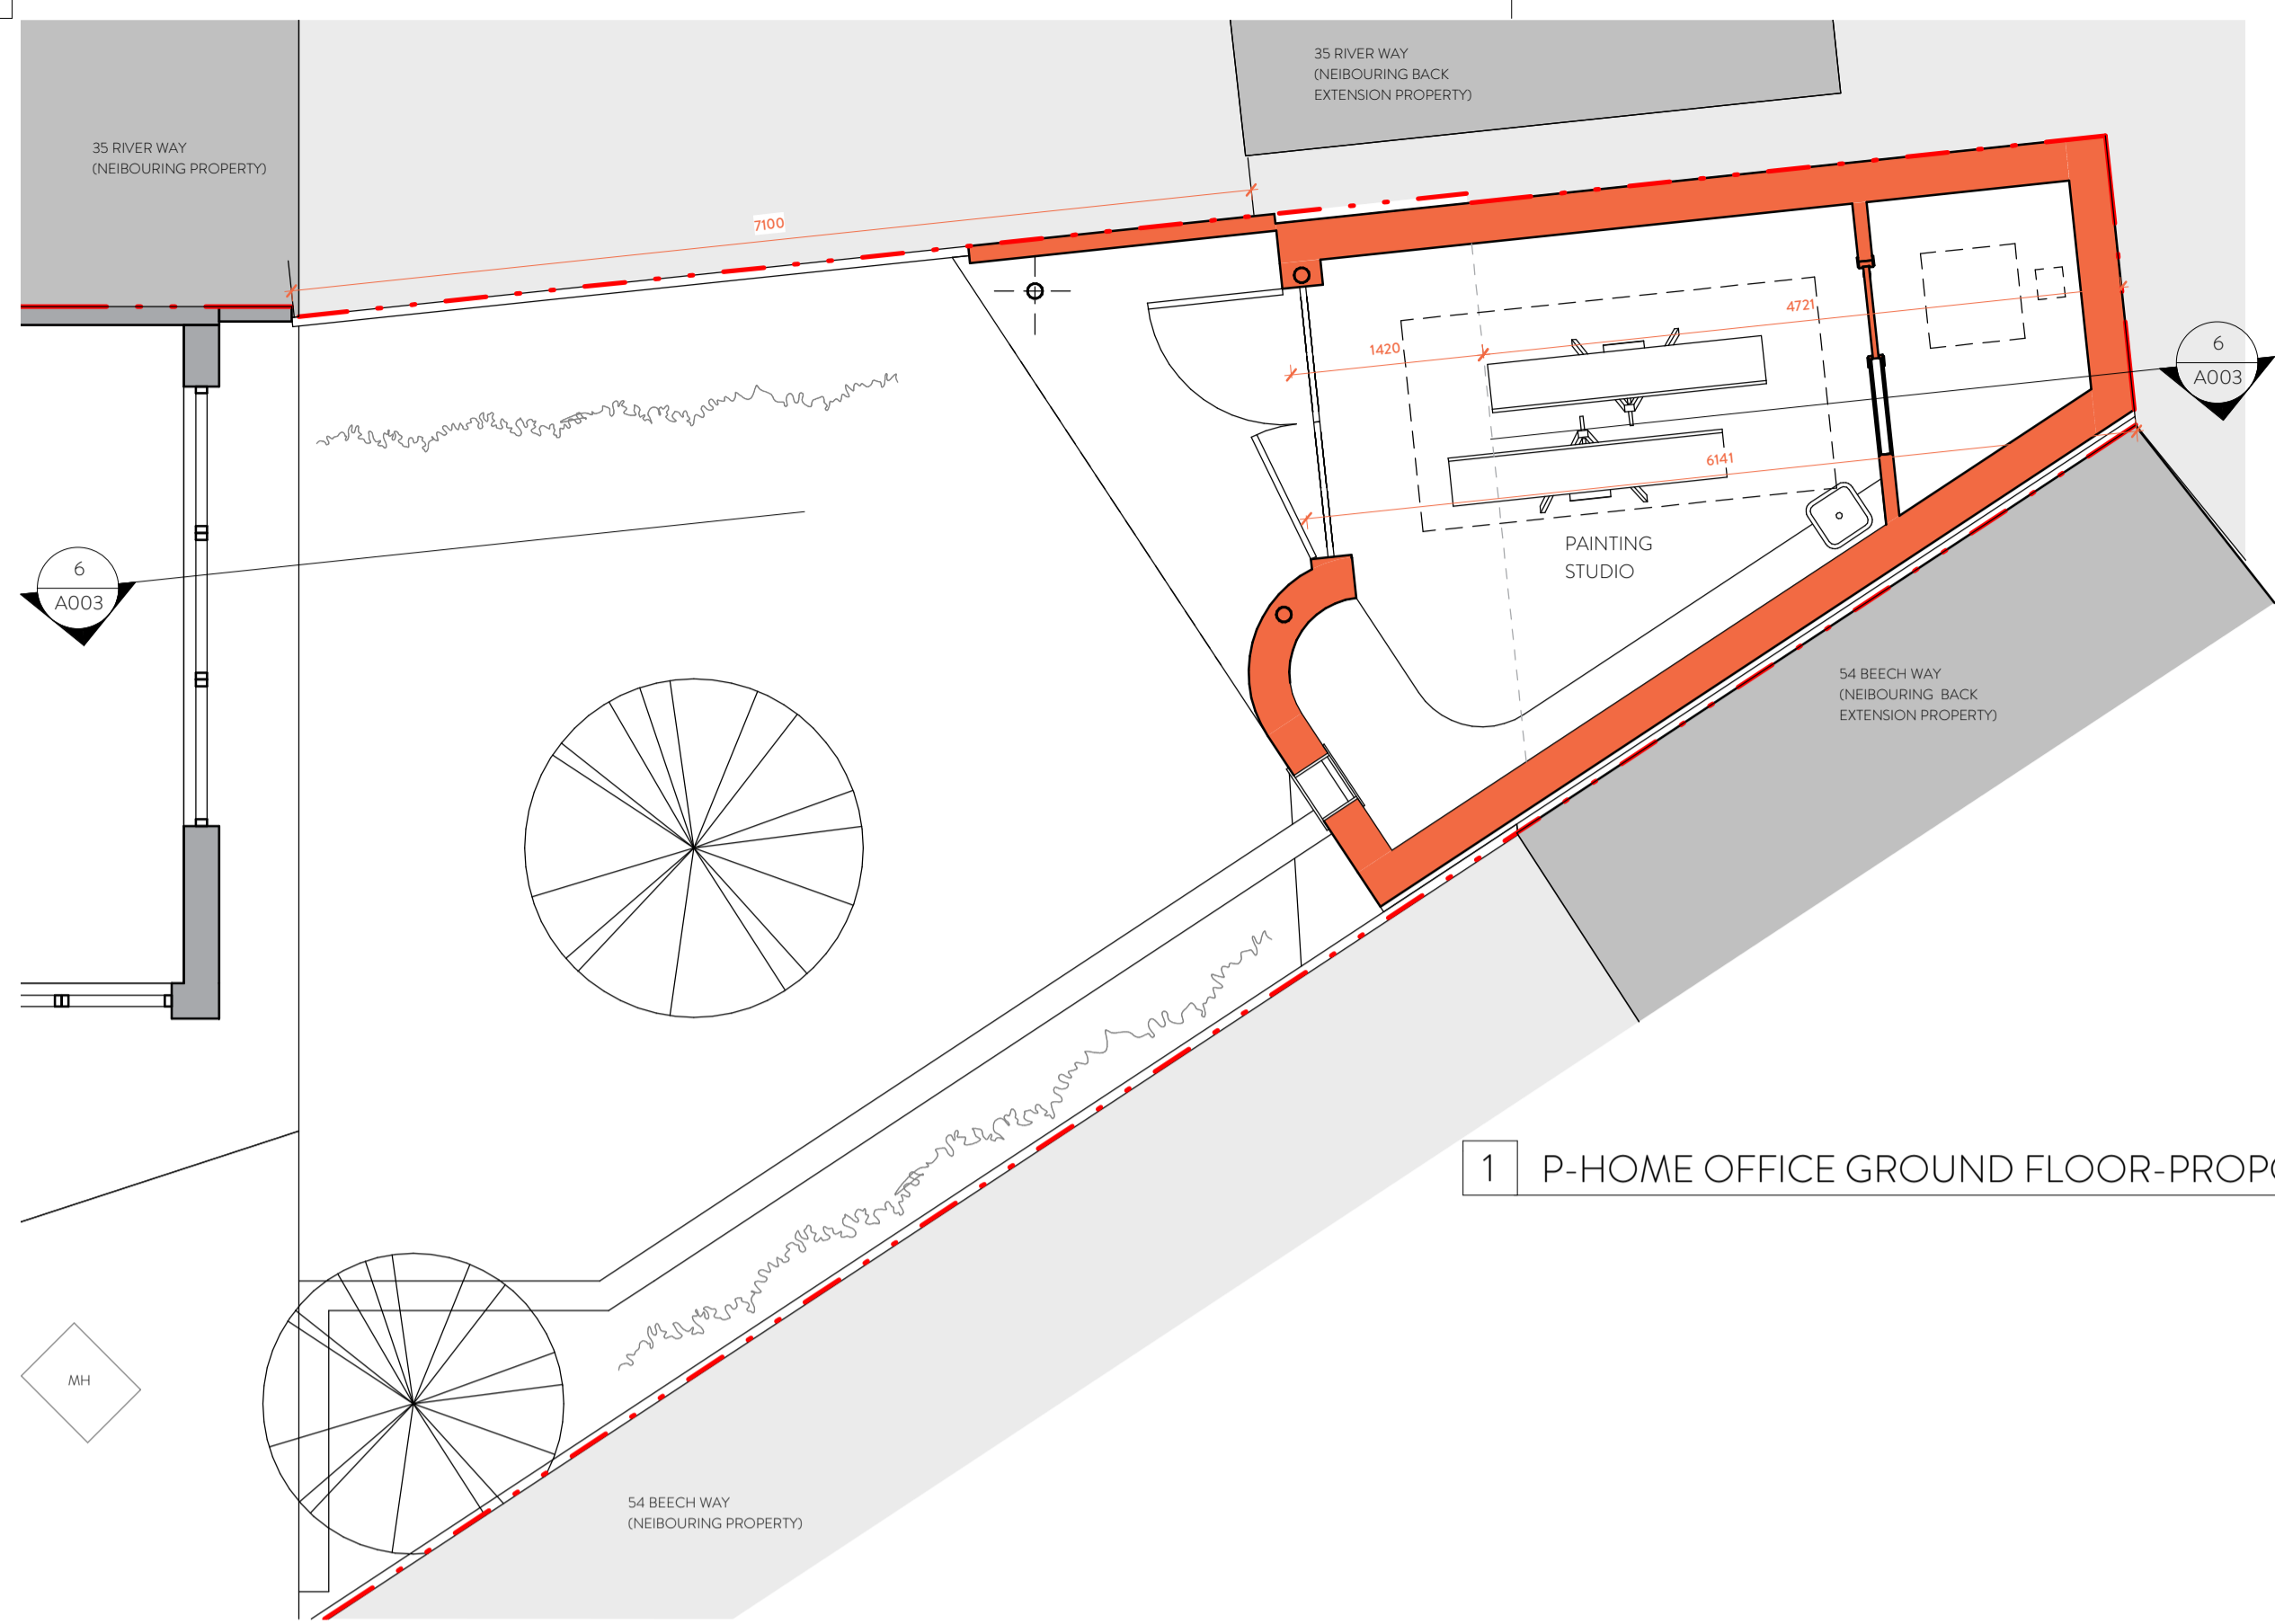 35 RIVER WAY
(NEIBOURING BACK
EXTENSION PROPERTY)
35 RIVER WAY
(NEIBOURING PROPERTY)
7100
4721
1420
6
A003
6141
PAINTING
STUDIO
6
A003
54 BEECH WAY
(NEIBOURING BACK
EXTENSION PROPERTY)
1 P-HOME OFFICE GROUND FLOOR-PROPO
MH
54 BEECH WAY
(NEIBOURING PROPERTY)